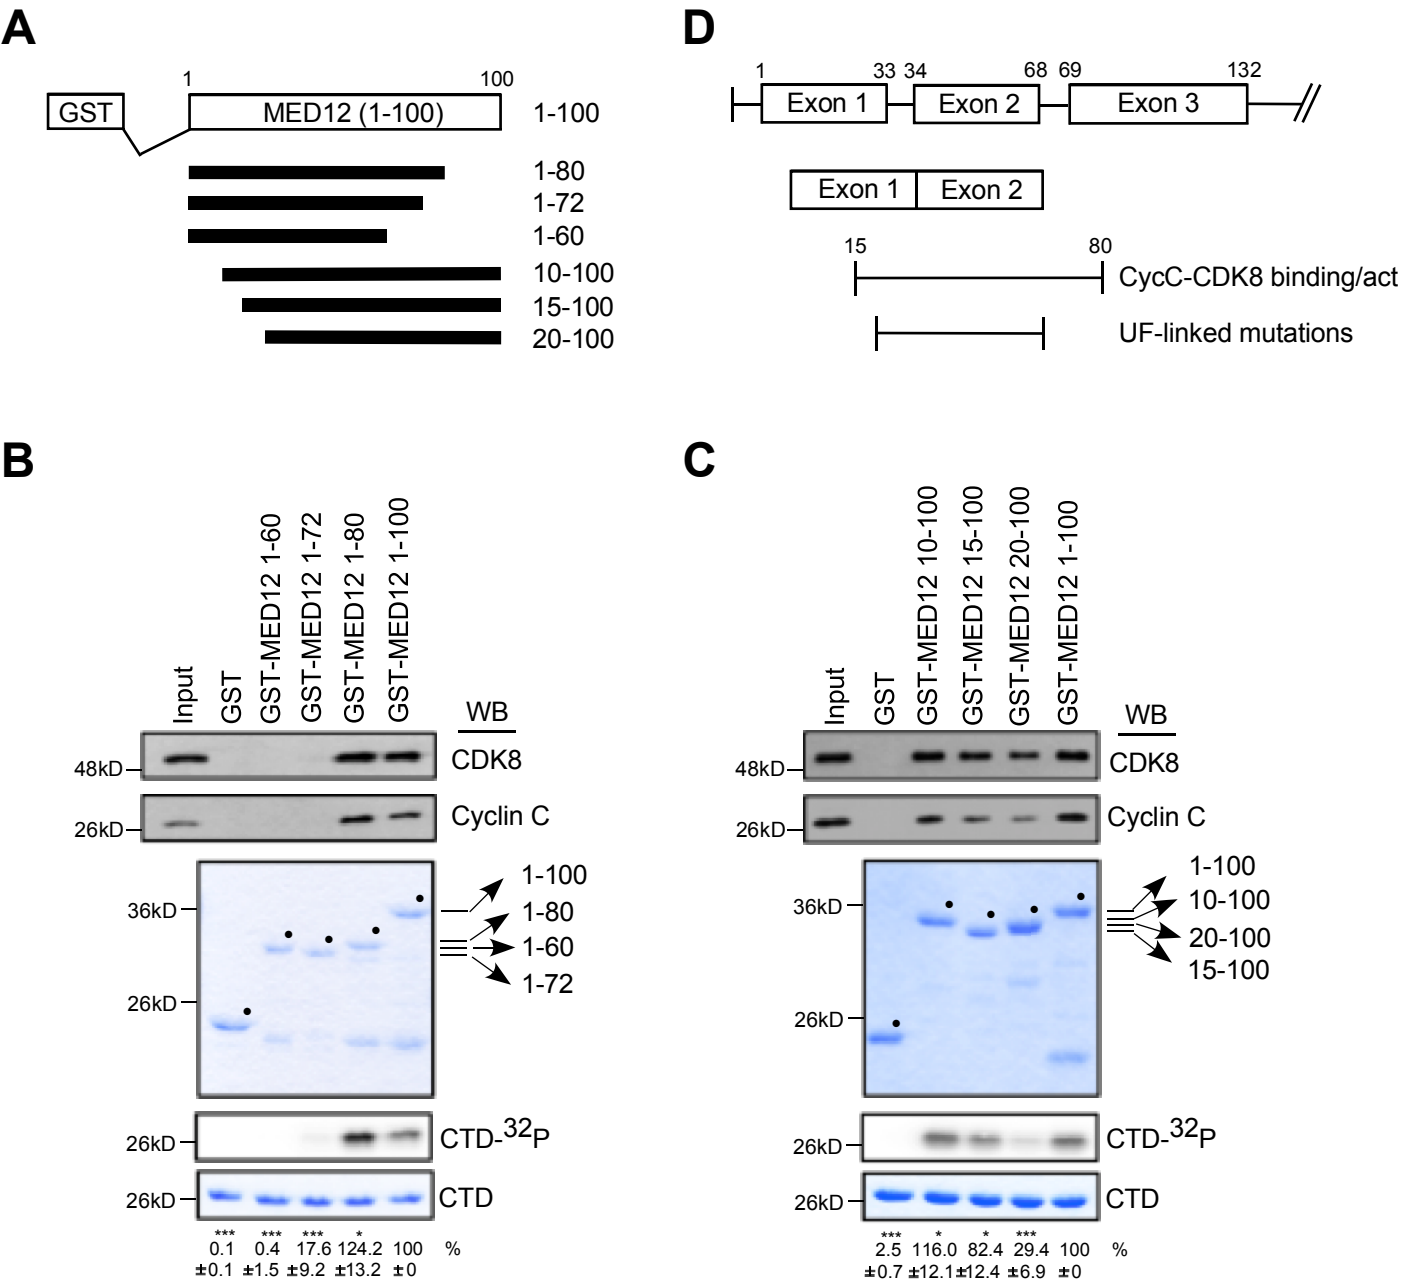 A
1 100
GST MED12 (1-100) 1-100
1-80
1-72
1-60
10-100
15-100
20-100
D
1 33 34 68 69 132
Exon 1 Exon 2 Exon 3
Exon 1 Exon 2
15 80
CycC-CDK8 binding/act
UF-linked mutations
B
Input
GST
GST-MED12 1-60
GST-MED12 1-72
GST-MED12 1-80
GST-MED12 1-100
WB
48kD CDK8
26kD Cyclin C
36kD
26kD
1-100
1-80
1-60
1-72
26kD CTD-³²P
26kD CTD
*** *** *** *
0.1 0.4 17.6 124.2 100 %
±0.1 ±1.5 ±9.2 ±13.2 ±0
C
Input
GST
GST-MED12 10-100
GST-MED12 15-100
GST-MED12 20-100
GST-MED12 1-100
WB
48kD CDK8
26kD Cyclin C
36kD
26kD
1-100
10-100
20-100
15-100
26kD CTD-³²P
26kD CTD
*** * * ***
2.5 116.0 82.4 29.4 100 %
±0.7 ±12.1 ±12.4 ±6.9 ±0